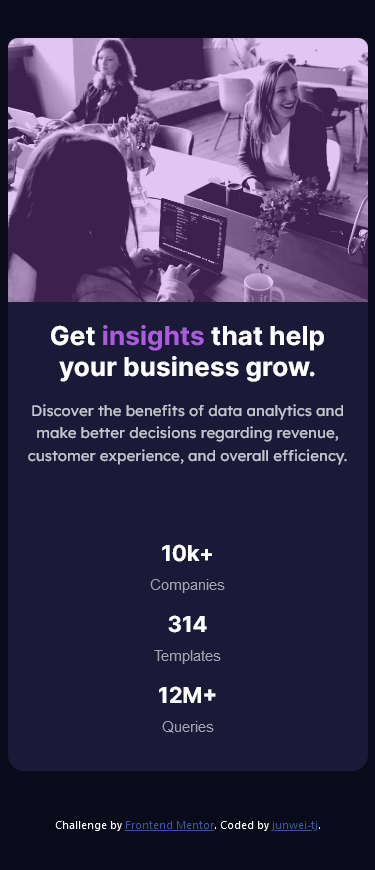 Get insights that help
your business grow.
Discover the benefits of data analytics and
make better decisions regarding revenue,
customer experience, and overall efficiency.
10k+
Companies
314
Templates
12M+
Queries
Challenge by Frontend Mentor. Coded by junwei-tj.